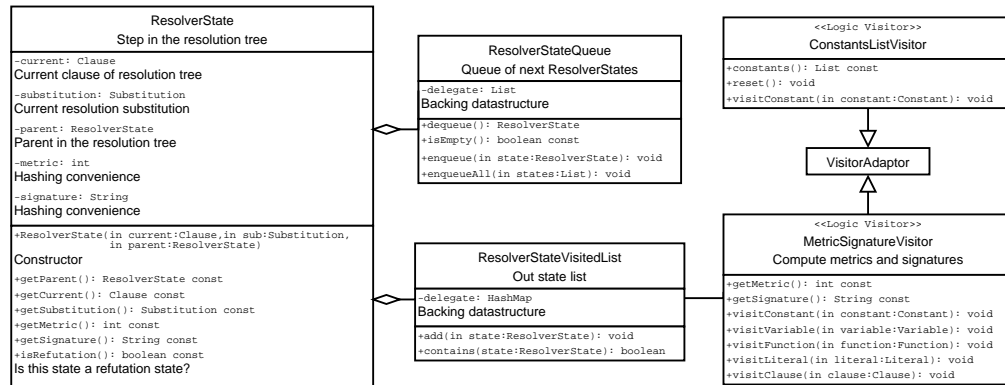 ResolverState
Step in the resolution tree
-current: Clause
Current clause of resolution tree
-substitution: Substitution
Current resolution substitution
-parent: ResolverState
Parent in the resolution tree
-metric: int
Hashing convenience
-signature: String
Hashing convenience
+ResolverState(in current:Clause,in sub:Substitution,
in parent:ResolverState)
Constructor
+getParent(): ResolverState const
+getCurrent(): Clause const
+getSubstitution(): Substitution const
+getMetric(): int const
+getSignature(): String const
+isRefutation(): boolean const
Is this state a refutation state?
ResolverStateQueue
Queue of next ResolverStates
-delegate: List
Backing datastructure
+dequeue(): ResolverState
+isEmpty(): boolean const
+enqueue(in state:ResolverState): void
+enqueueAll(in states:List): void
ResolverStateVisitedList
Out state list
-delegate: HashMap
Backing datastructure
+add(in state:ResolverState): void
+contains(state:ResolverState): boolean
<<Logic Visitor>>
ConstantsListVisitor
+constants(): List const
+reset(): void
+visitConstant(in constant:Constant): void
VisitorAdaptor
<<Logic Visitor>>
MetricSignatureVisitor
Compute metrics and signatures
+getMetric(): int const
+getSignature(): String const
+visitConstant(in constant:Constant): void
+visitVariable(in variable:Variable): void
+visitFunction(in function:Function): void
+visitLiteral(in literal:Literal): void
+visitClause(in clause:Clause): void